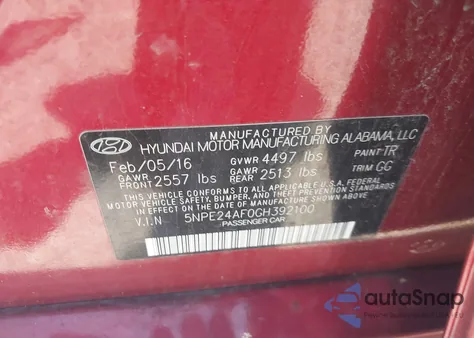 MANUFACTURED BY
HYUNDAI MOTOR MANUFACTURING ALABAMA, LLC
Feb/05/16 GVWR 4497 lbs PAINT: TR
GAWR FRONT 2557 lbs GAWR REAR 2513 lbs TRIM GG
THIS VEHICLE CONFORMS TO ALL APPLICABLE U.S.A. FEDERAL
MOTOR VEHICLE SAFETY, BUMPER, AND THEFT PREVENTION STANDARDS
IN EFFECT ON THE DATE OF MANUFACTURE SHOWN ABOVE.
V.I.N 5NPE24AF0GH392100
PASSENGER CAR
autoSnap